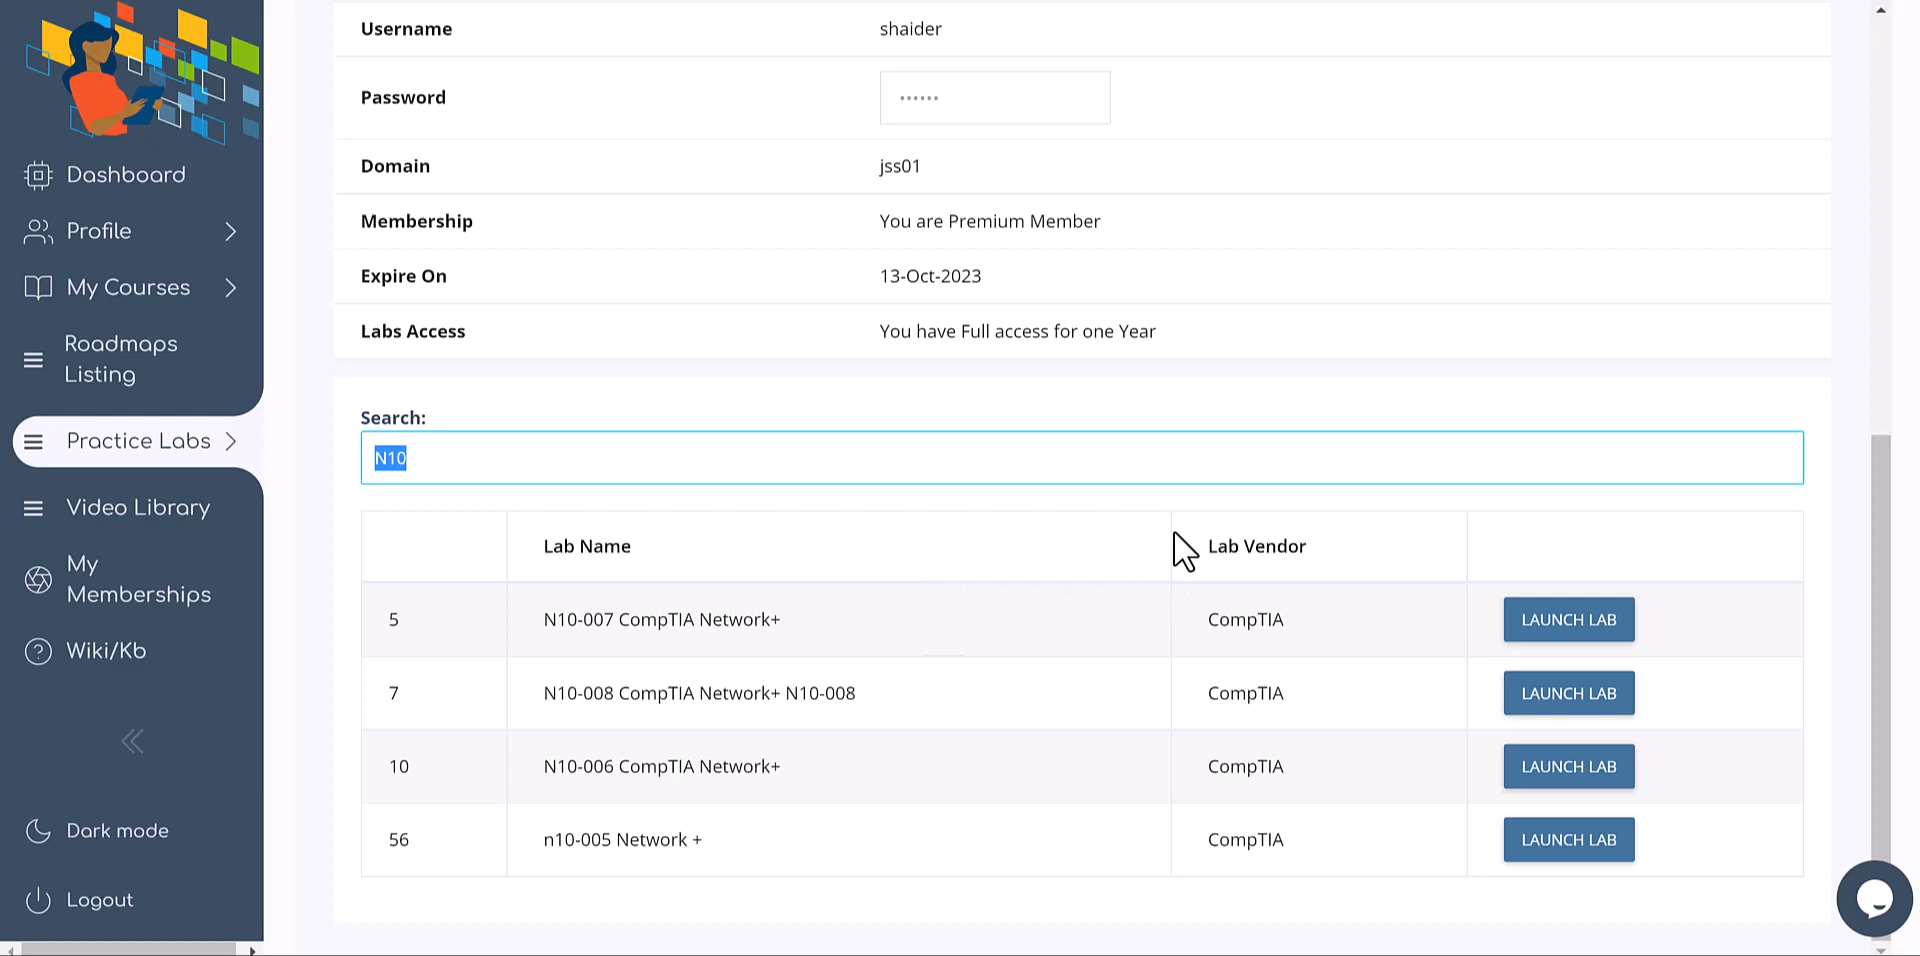 Username shaider
Password ••••••
Domain jss01
Membership You are Premium Member
Expire On 13-Oct-2023
Labs Access You have Full access for one Year
Dashboard
Profile
My Courses
Roadmaps
Listing
Practice Labs
Video Library
My
Memberships
Wiki/Kb
Dark mode
Logout
Search:
N10
Lab Name Lab Vendor
5 N10-007 CompTIA Network+ CompTIA LAUNCH LAB
7 N10-008 CompTIA Network+ N10-008 CompTIA LAUNCH LAB
10 N10-006 CompTIA Network+ CompTIA LAUNCH LAB
56 n10-005 Network + CompTIA LAUNCH LAB